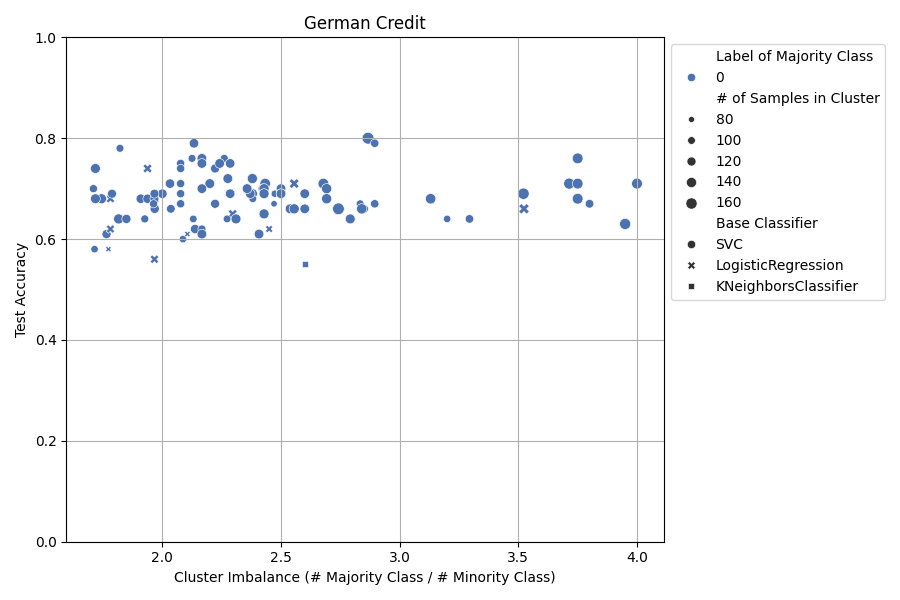 German Credit
1.0
0.8
0.6
0.4
0.2
0.0
Test Accuracy
2.0 2.5 3.0 3.5 4.0
Cluster Imbalance (# Majority Class / # Minority Class)
Label of Majority Class
0
# of Samples in Cluster
80
100
120
140
160
Base Classifier
SVC
LogisticRegression
KNeighborsClassifier